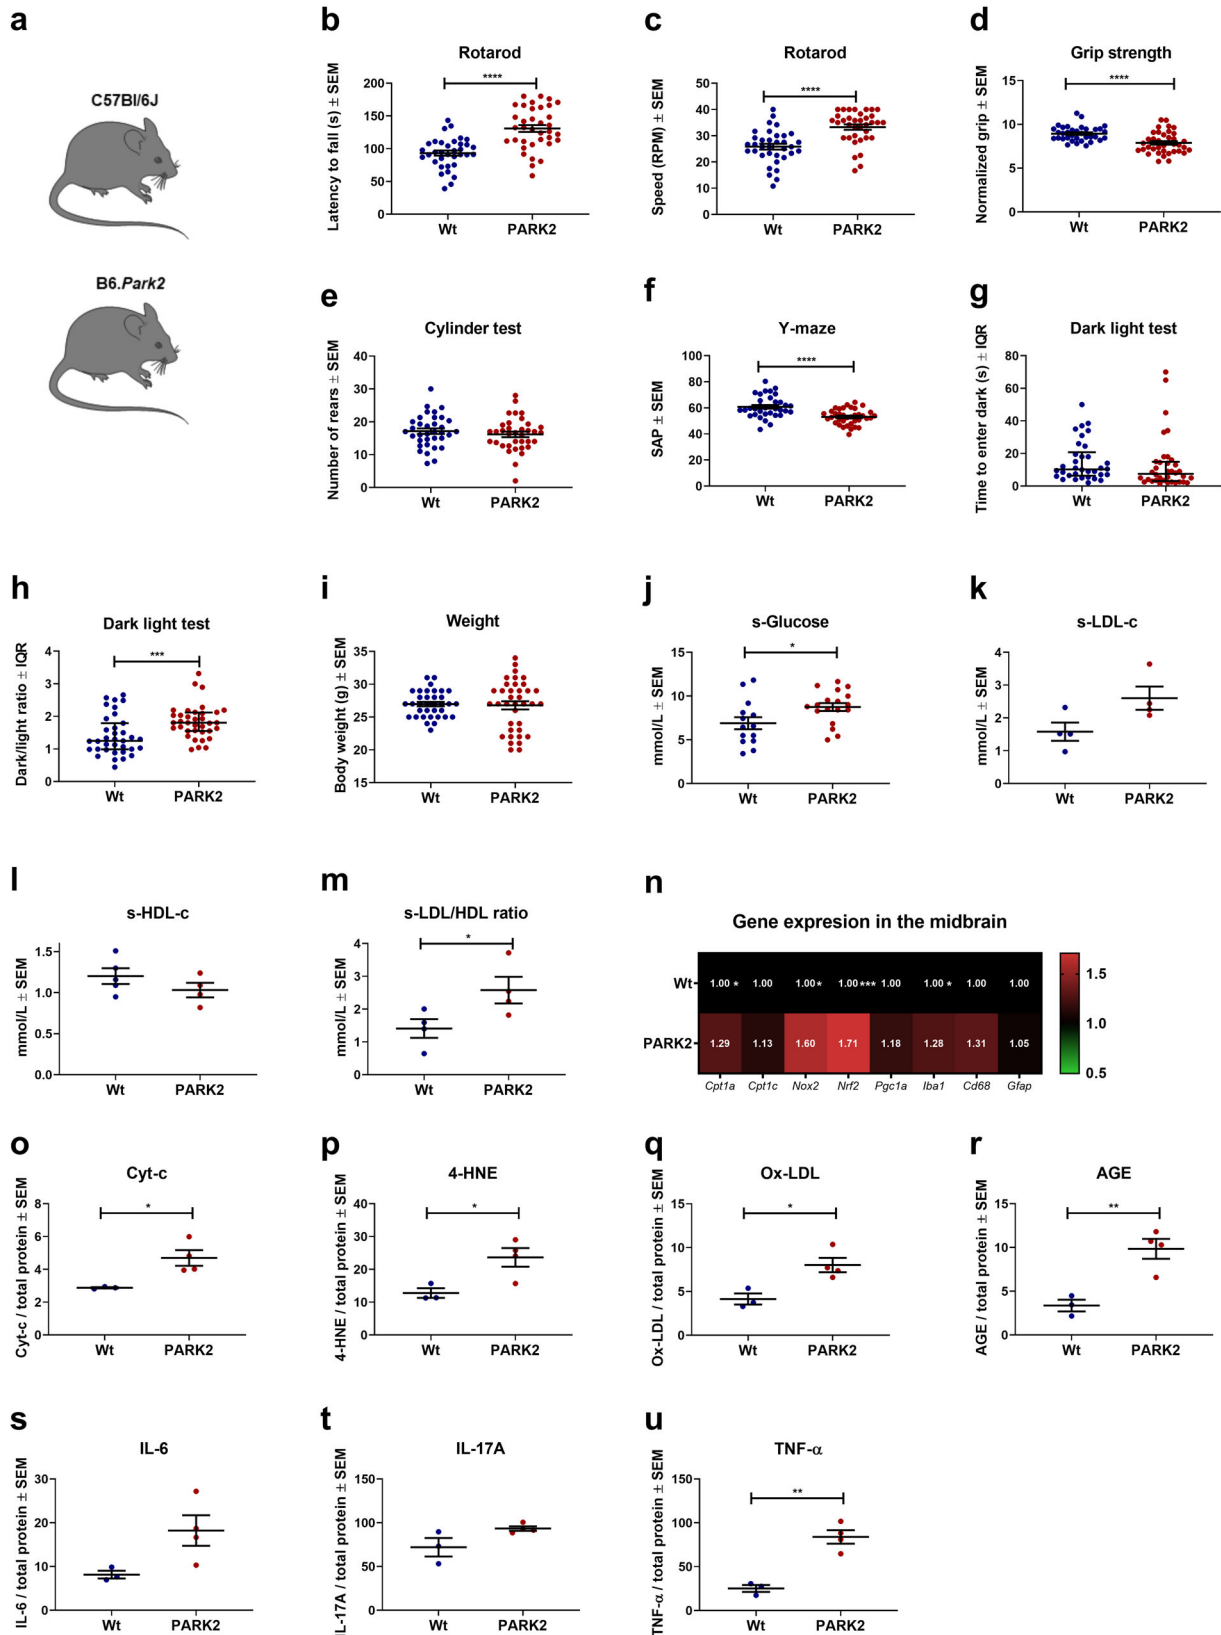 a
C57Bl/6J
B6.Park2
b
Rotarod
Latency to fall (s) ± SEM
200
150
100
50
0
****
Wt PARK2
c
Rotarod
Speed (RPM) ± SEM
50
40
30
20
10
0
****
Wt PARK2
d
Grip strength
Normalized grip ± SEM
15
10
5
0
****
Wt PARK2
e
Cylinder test
Number of rears ± SEM
40
30
20
10
0
Wt PARK2
f
Y-maze
SAP ± SEM
100
80
60
40
20
0
****
Wt PARK2
g
Dark light test
Time to enter dark (s) ± IQR
80
60
40
20
0
Wt PARK2
h
Dark light test
Dark/light ratio ± IQR
4
3
2
1
0
***
Wt PARK2
i
Weight
Body weight (g) ± SEM
35
30
25
20
15
Wt PARK2
j
s-Glucose
mmol/L ± SEM
15
10
5
0
*
Wt PARK2
k
s-LDL-c
mmol/L ± SEM
4
3
2
1
0
Wt PARK2
l
s-HDL-c
mmol/L ± SEM
1.5
1.0
0.5
0.0
Wt PARK2
m
s-LDL/HDL ratio
mmol/L ± SEM
4
3
2
1
0
*
Wt PARK2
n
Gene expresion in the midbrain
Wt 1.00 * 1.00 1.00 * 1.00 *** 1.00 1.00 * 1.00 1.00
PARK2 1.29 1.13 1.60 1.71 1.18 1.28 1.31 1.05
Cpt1a Cpt1c Nox2 Nrf2 Pgc1a Iba1 Cd68 Gfap
1.5
1.0
0.5
o
Cyt-c
Cyt-c / total protein ± SEM
8
6
4
2
0
*
Wt PARK2
p
4-HNE
4-HNE / total protein ± SEM
40
30
20
10
0
*
Wt PARK2
q
Ox-LDL
Ox-LDL / total protein ± SEM
15
10
5
0
*
Wt PARK2
r
AGE
AGE / total protein ± SEM
15
10
5
0
**
Wt PARK2
s
IL-6
IL-6 / total protein ± SEM
30
20
10
0
Wt PARK2
t
IL-17A
IL-17A / total protein ± SEM
150
100
50
0
Wt PARK2
u
TNF-α
TNF-α / total protein ± SEM
150
100
50
0
**
Wt PARK2